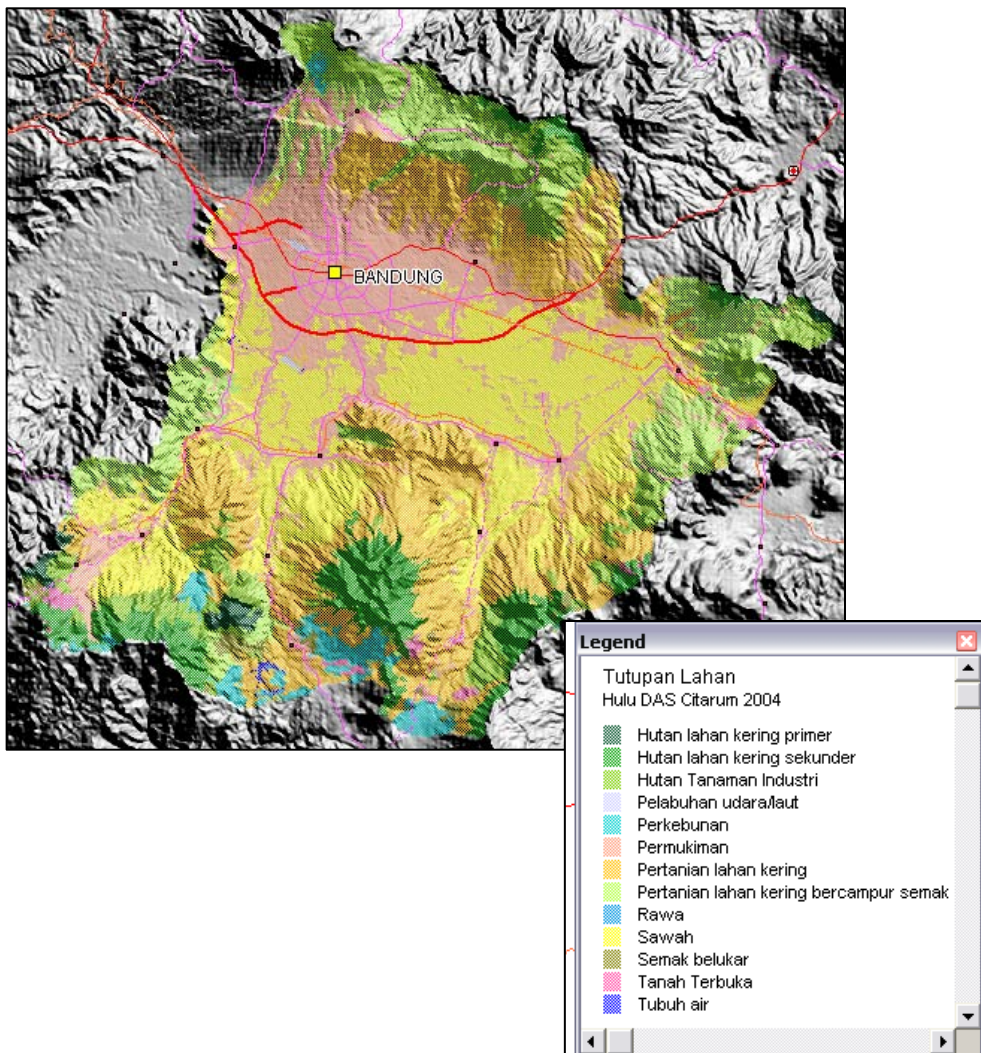 BANDUNG
Legend
Tutupan Lahan
Hulu DAS Citarum 2004
Hutan lahan kering primer
Hutan lahan kering sekunder
Hutan Tanaman Industri
Pelabuhan udara/laut
Perkebunan
Permukiman
Pertanian lahan kering
Pertanian lahan kering bercampur semak
Rawa
Sawah
Semak belukar
Tanah Terbuka
Tubuh air